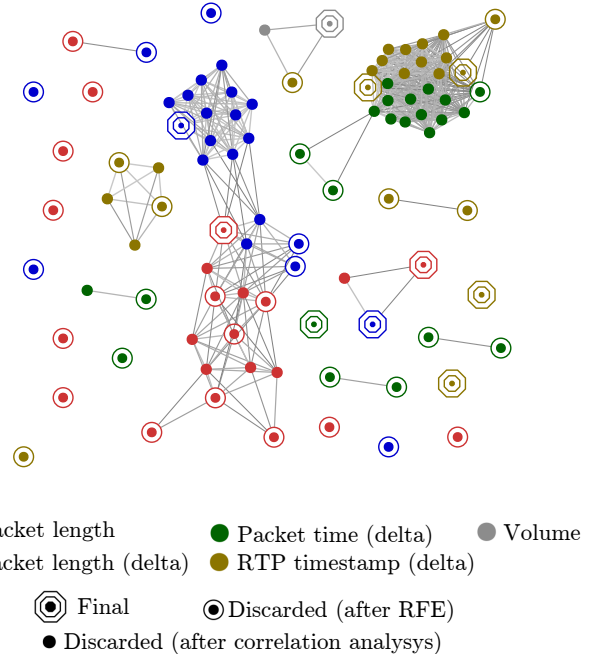 acket length Packet time (delta) Volume
acket length (delta) RTP timestamp (delta)
Final Discarded (after RFE)
Discarded (after correlation analysys)